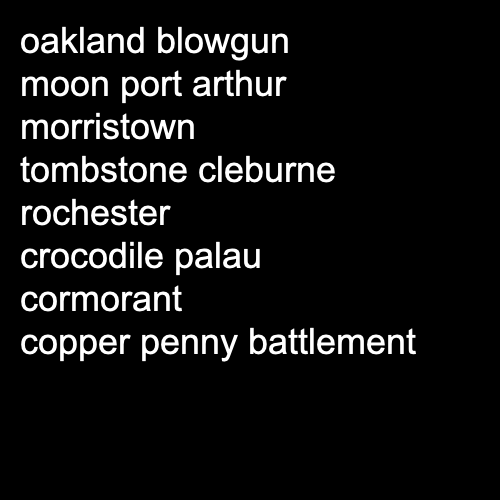 oakland blowgun
moon port arthur
morristown
tombstone cleburne
rochester
crocodile palau
cormorant
copper penny battlement